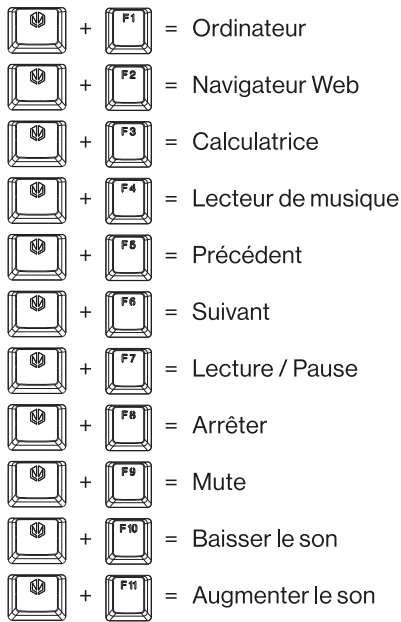 + F1 = Ordinateur
+ F2 = Navigateur Web
+ F3 = Calculatrice
+ F4 = Lecteur de musique
+ F5 = Précédent
+ F6 = Suivant
+ F7 = Lecture / Pause
+ F8 = Arrêter
+ F9 = Mute
+ F10 = Baisser le son
+ F11 = Augmenter le son